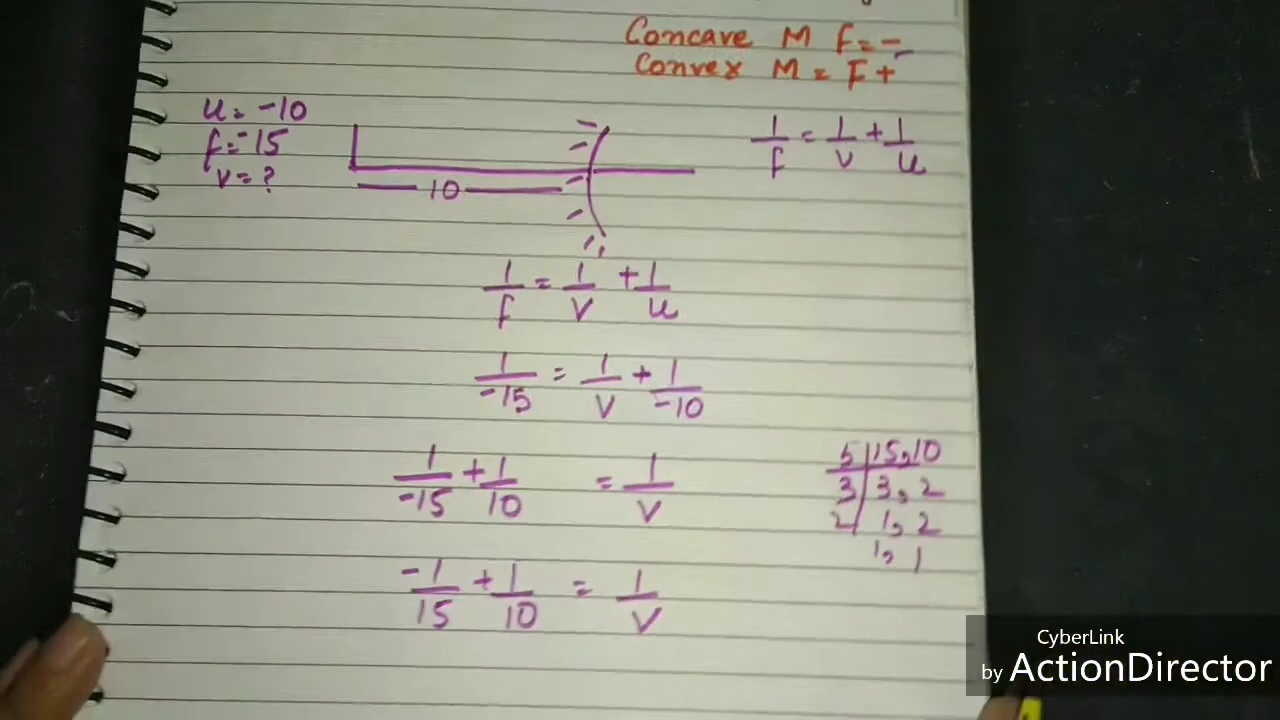 Concave M f = -
Convex M = F +
u = -10
f = -15
v = ?
10
1/f = 1/v + 1/u
1/f = 1/v + 1/u
1/-15 = 1/v + 1/-10
1/-15 + 1/10 = 1/v
-1/15 + 1/10 = 1/v
5 | 15, 10
3 | 3, 2
2 | 1, 2
1, 1
CyberLink
by ActionDirector